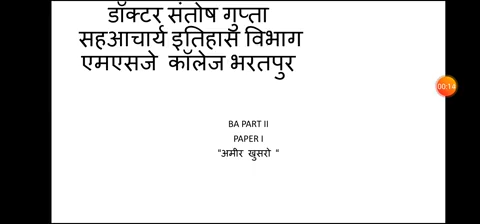 डॉक्टर संतोष गुप्ता
सहआचार्य इतिहास विभाग
एमएसजे कॉलेज भरतपुर
00:14
BA PART II
PAPER I
"अमीर खुसरो "